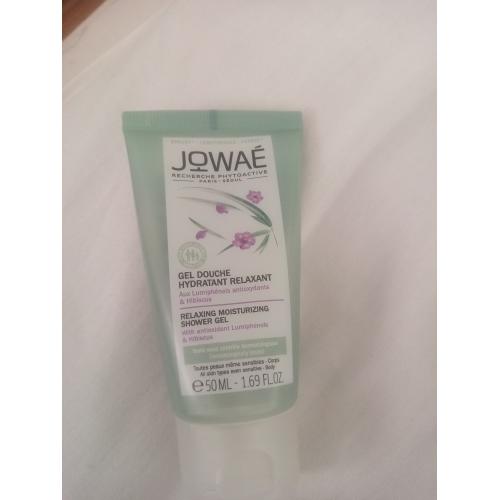 JOWAÉ
RECHERCHE PHYTOACTIVE
PARIS-SÉOUL
GEL DOUCHE
HYDRATANT RELAXANT
Aux Lumiphénols antioxydants
& Hibiscus
RELAXING MOISTURIZING
SHOWER GEL
with antioxidant Lumiphenols
& Hibiscus
Toutes peaux même sensibles - Corps
All skin types even sensitive - Body
e 50 ML - 1.69 FL.OZ